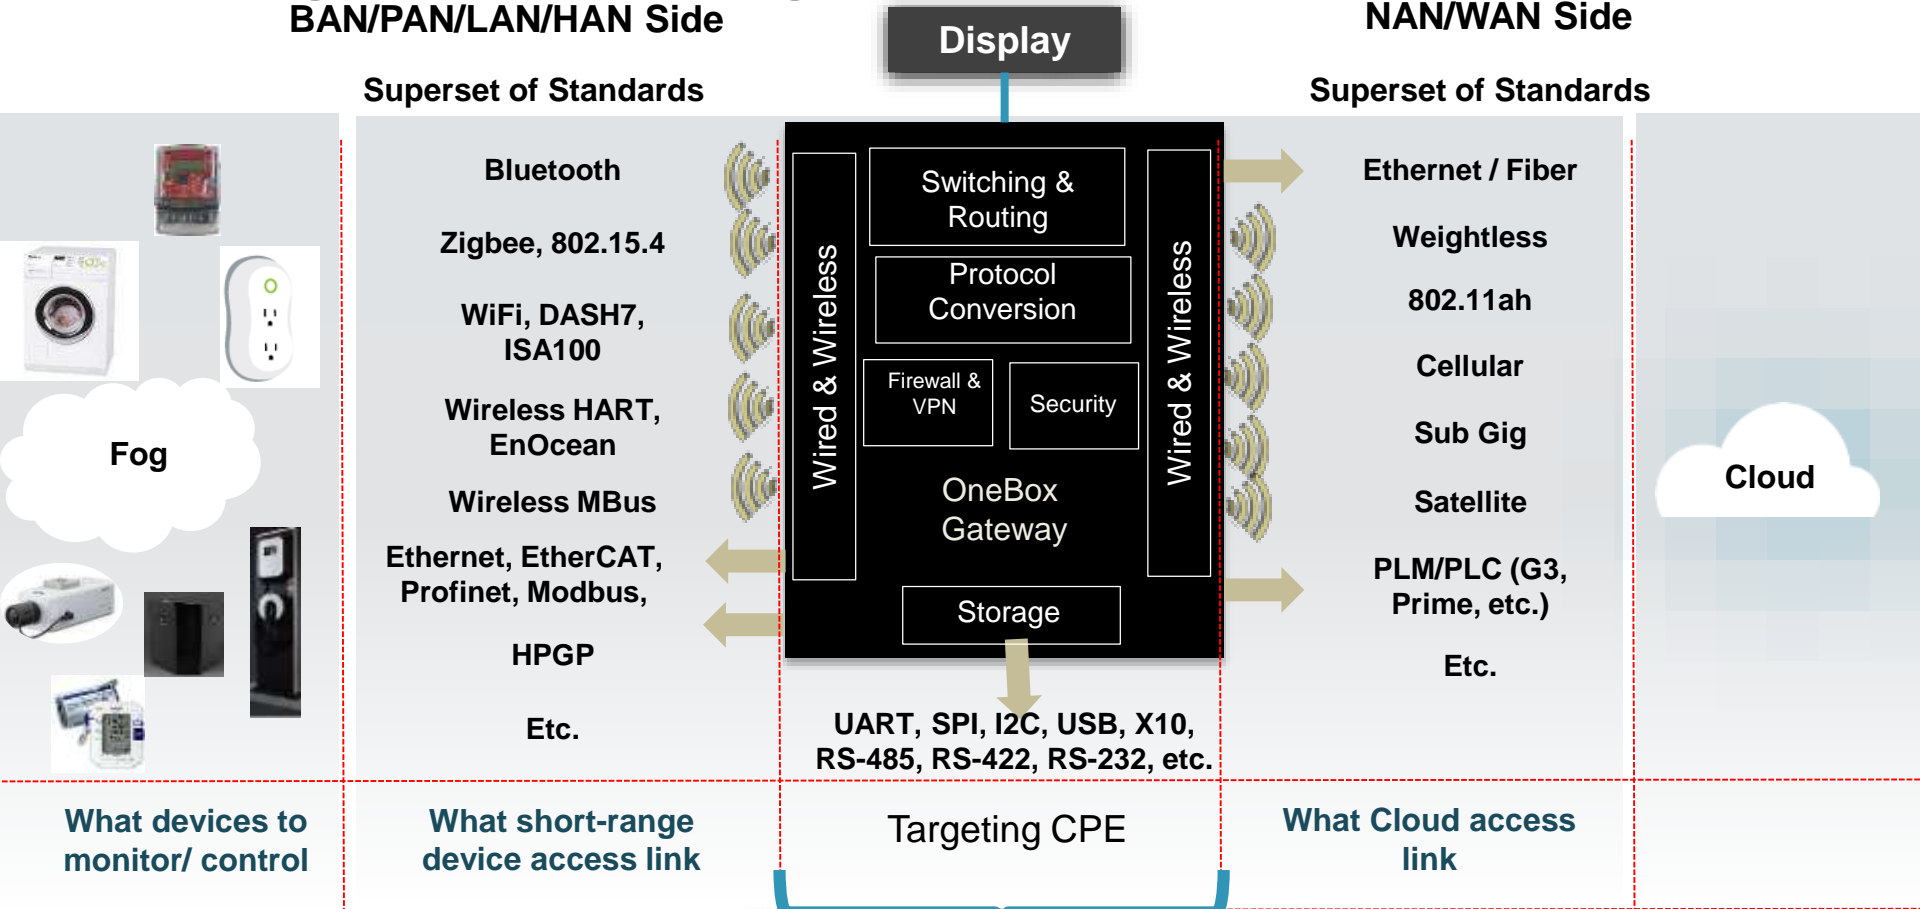 BAN/PAN/LAN/HAN Side
NAN/WAN Side
Display
Superset of Standards
Superset of Standards
Bluetooth
Zigbee, 802.15.4
WiFi, DASH7,
ISA100
Wireless HART,
EnOcean
Wireless MBus
Ethernet, EtherCAT,
Profinet, Modbus,
HPGP
Etc.
Wired & Wireless
Switching &
Routing
Protocol
Conversion
Firewall &
VPN
Security
OneBox
Gateway
Storage
Wired & Wireless
UART, SPI, I2C, USB, X10,
RS-485, RS-422, RS-232, etc.
Ethernet / Fiber
Weightless
802.11ah
Cellular
Sub Gig
Satellite
PLM/PLC (G3,
Prime, etc.)
Etc.
Fog
Cloud
What devices to
monitor/ control
What short-range
device access link
Targeting CPE
What Cloud access
link